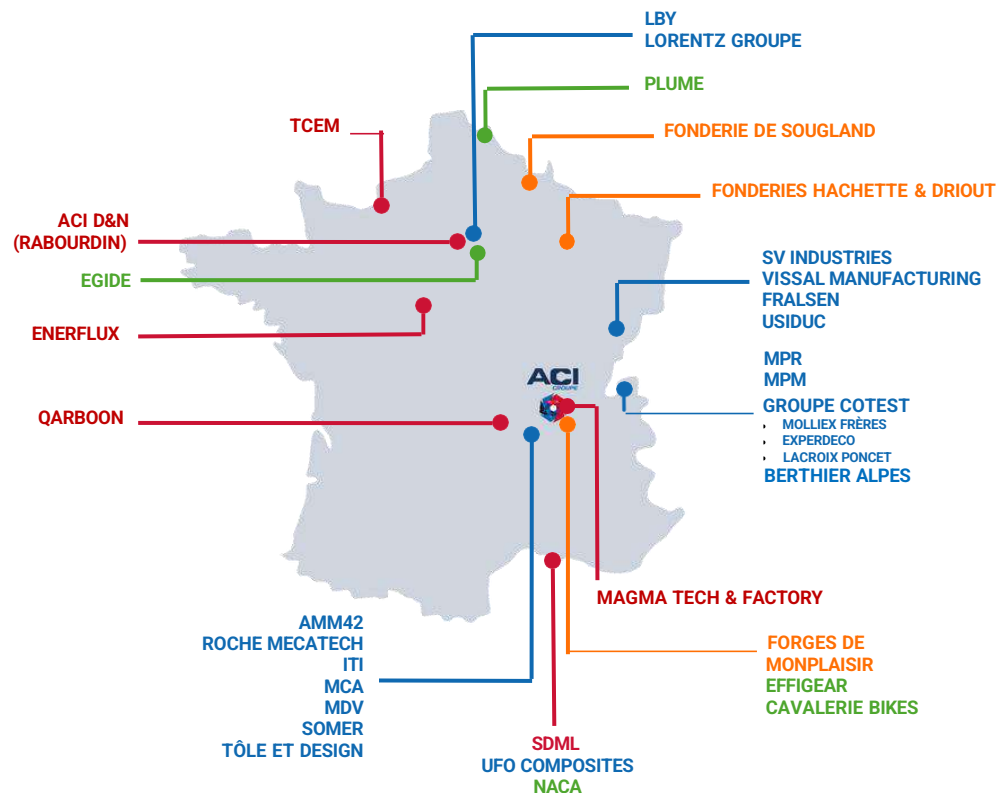 LBY
LORENTZ GROUPE
PLUME
TCEM
FONDERIE DE SOUGLAND
FONDERIES HACHETTE & DRIOUT
ACI D&N
(RABOURDIN)
EGIDE
SV INDUSTRIES
VISSAL MANUFACTURING
FRALSEN
USIDUC
ENERFLUX
MPR
MPM
ACI
GROUPE
GROUPE COTEST
MOLLIEX FRÈRES
EXPERDECO
LACROIX PONCET
BERTHIER ALPES
QARBOON
MAGMA TECH & FACTORY
AMM42
ROCHE MECATECH
ITI
MCA
MDV
SOMER
TÔLE ET DESIGN
FORGES DE
MONPLAISIR
EFFIGEAR
CAVALERIE BIKES
SDML
UFO COMPOSITES
NACA